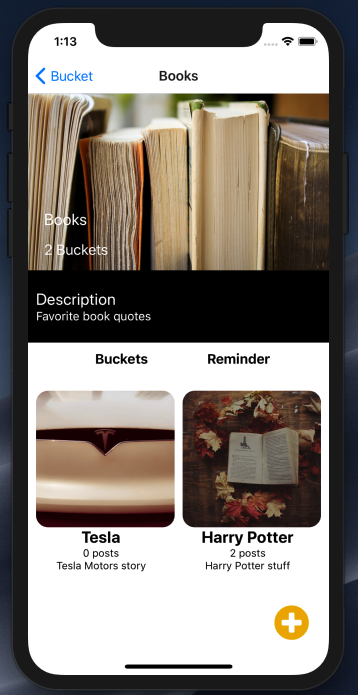 1:13
Bucket
Books
Books
2 Buckets
Description
Favorite book quotes
Buckets Reminder
Tesla Harry Potter
0 posts 2 posts
Tesla Motors story Harry Potter stuff